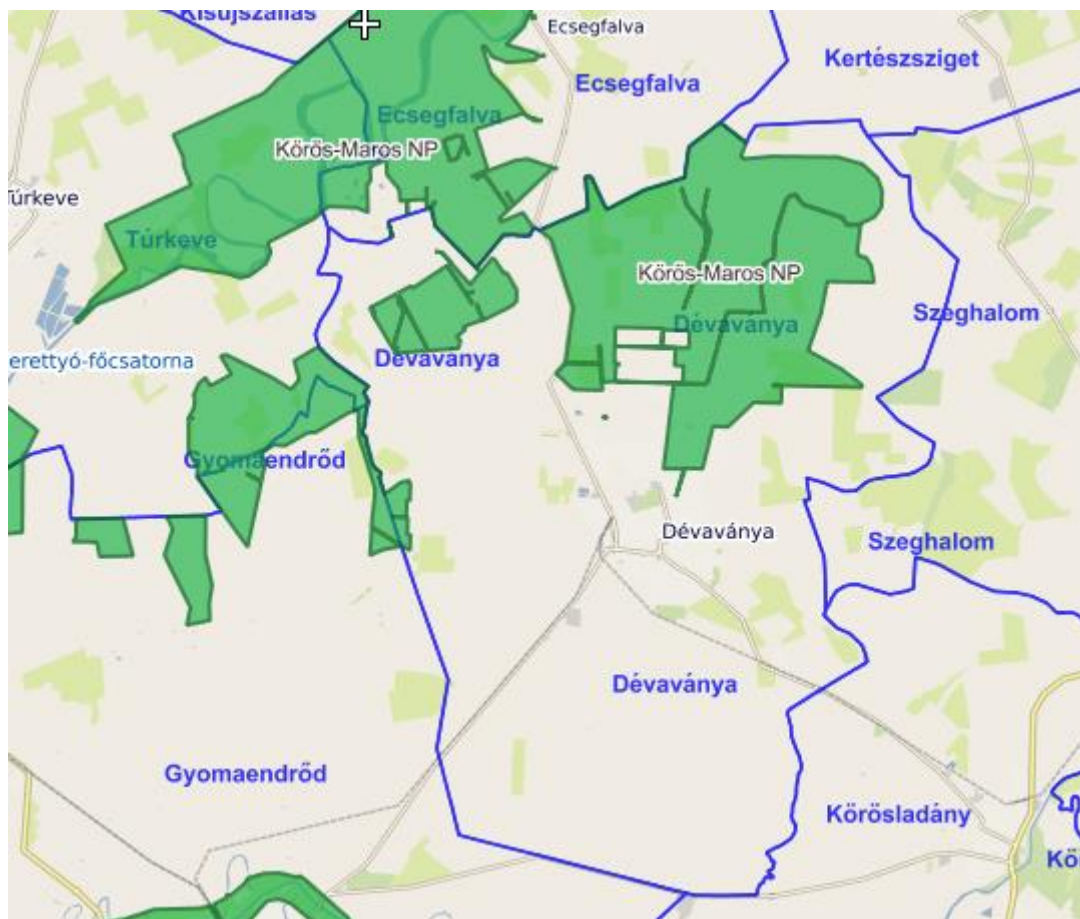 Kisújszállás
Ecsegfalva
Kertészsziget
Ecsegfalva
Ecsegfalva
Körös-Maros NP
Túrkeve
Túrkeve
Körös-Maros NP
Szeghalom
Dévaványa
erettyó-főcsatorna
Dévaványa
Gyomaendrőd
Dévaványa
Szeghalom
Dévaványa
Gyomaendrőd
Körösladány
Kö